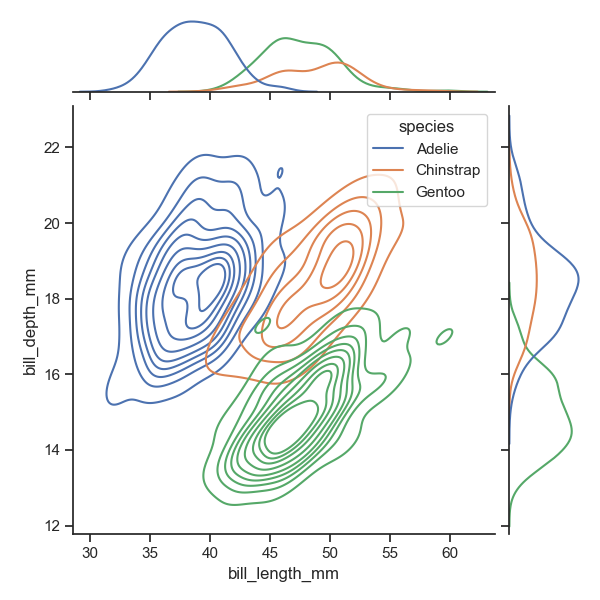 species
Adelie
Chinstrap
Gentoo
22
20
18
16
14
12
bill_depth_mm
30 35 40 45 50 55 60
bill_length_mm